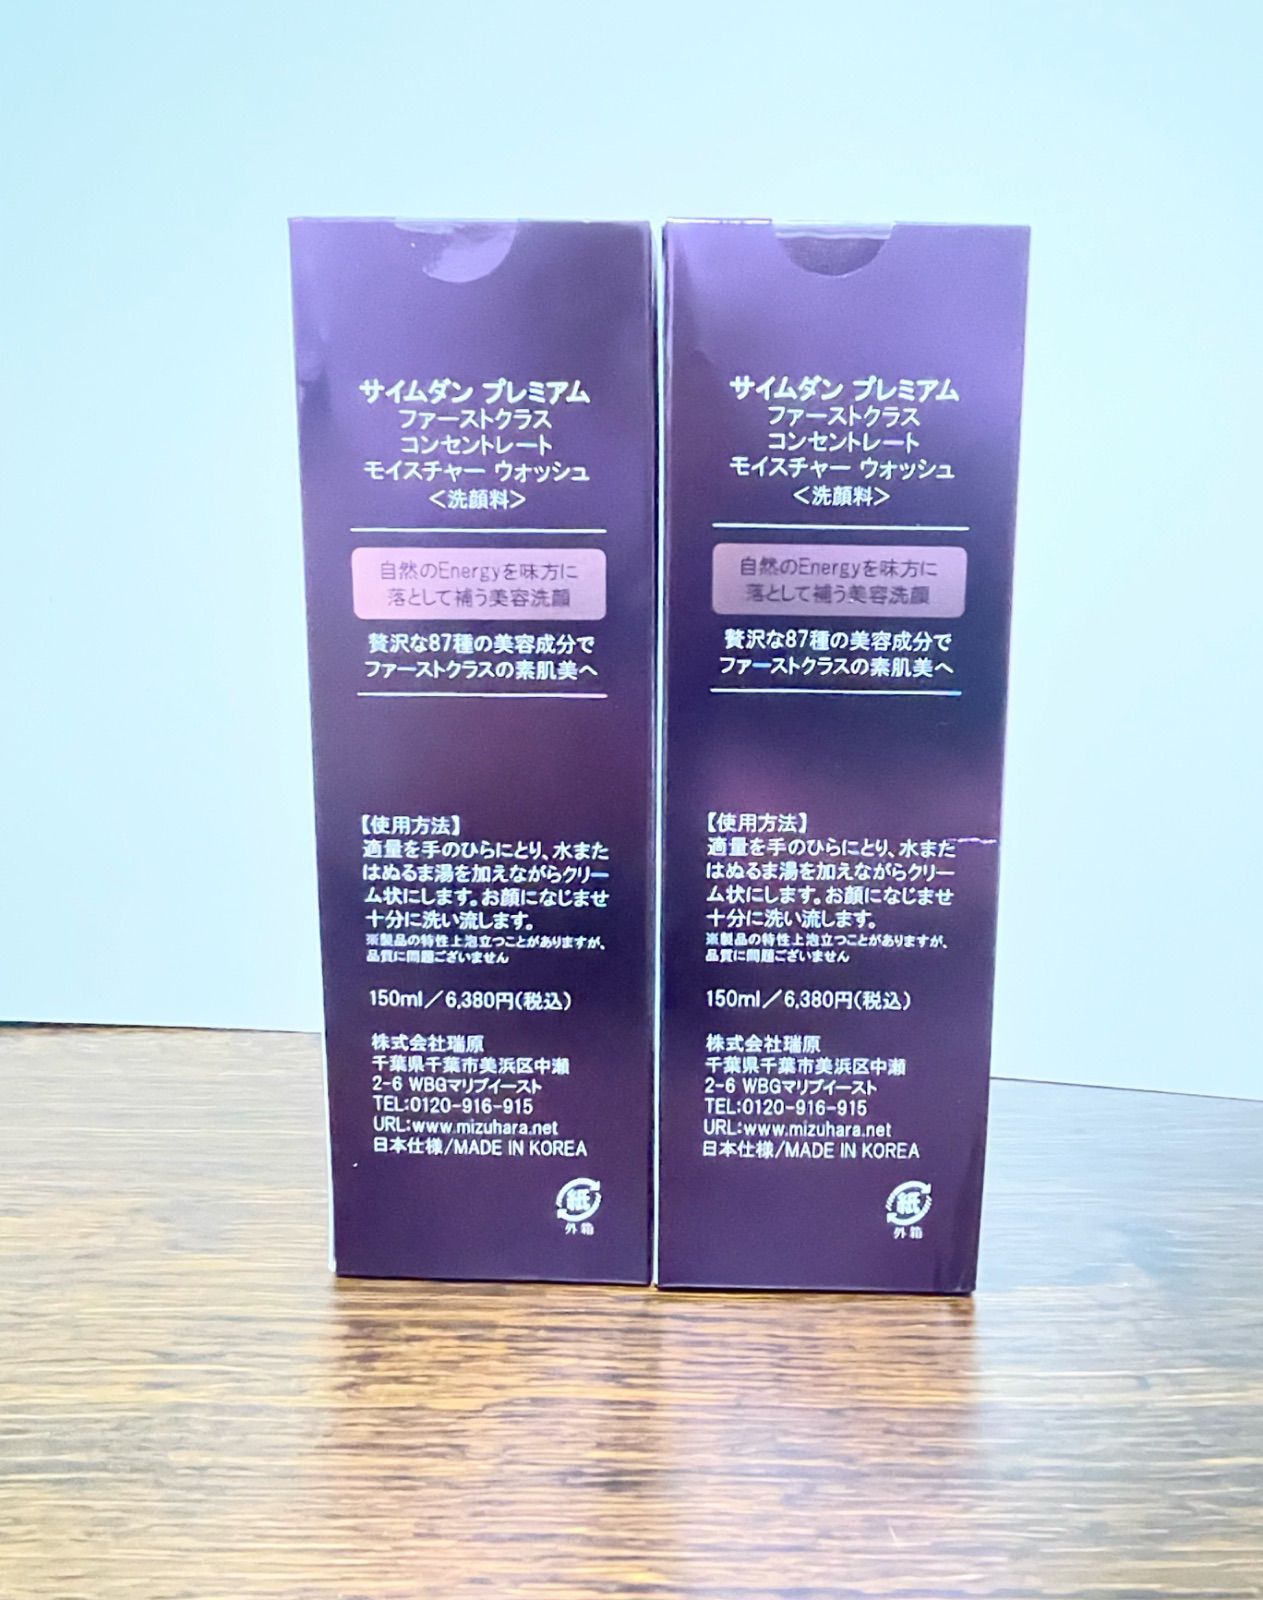 サイムダン プレミアム
ファーストクラス
コンセントレート
モイスチャー ウォッシュ
＜洗顔料＞
自然のEnergyを味方に
落として補う美容洗顔
贅沢な87種の美容成分で
ファーストクラスの素肌美へ
【使用方法】
適量を手のひらにとり、水また
はぬるま湯を加えながらクリー
ム状にします。お顔になじませ
十分に洗い流します。
※製品の特性上泡立つことがありますが、
品質に問題ございません
150ml／6,380円(税込)
株式会社瑞原
千葉県千葉市美浜区中瀬
2-6 WBGマリブイースト
TEL:0120-916-915
URL:www.mizuhara.net
日本仕様/MADE IN KOREA
紙
外箱
サイムダン プレミアム
ファーストクラス
コンセントレート
モイスチャー ウォッシュ
＜洗顔料＞
自然のEnergyを味方に
落として補う美容洗顔
贅沢な87種の美容成分で
ファーストクラスの素肌美へ
【使用方法】
適量を手のひらにとり、水また
はぬるま湯を加えながらクリー
ム状にします。お顔になじませ
十分に洗い流します。
※製品の特性上泡立つことがありますが、
品質に問題ございません
150ml／6,380円(税込)
株式会社瑞原
千葉県千葉市美浜区中瀬
2-6 WBGマリブイースト
TEL:0120-916-915
URL:www.mizuhara.net
日本仕様/MADE IN KOREA
紙
外箱